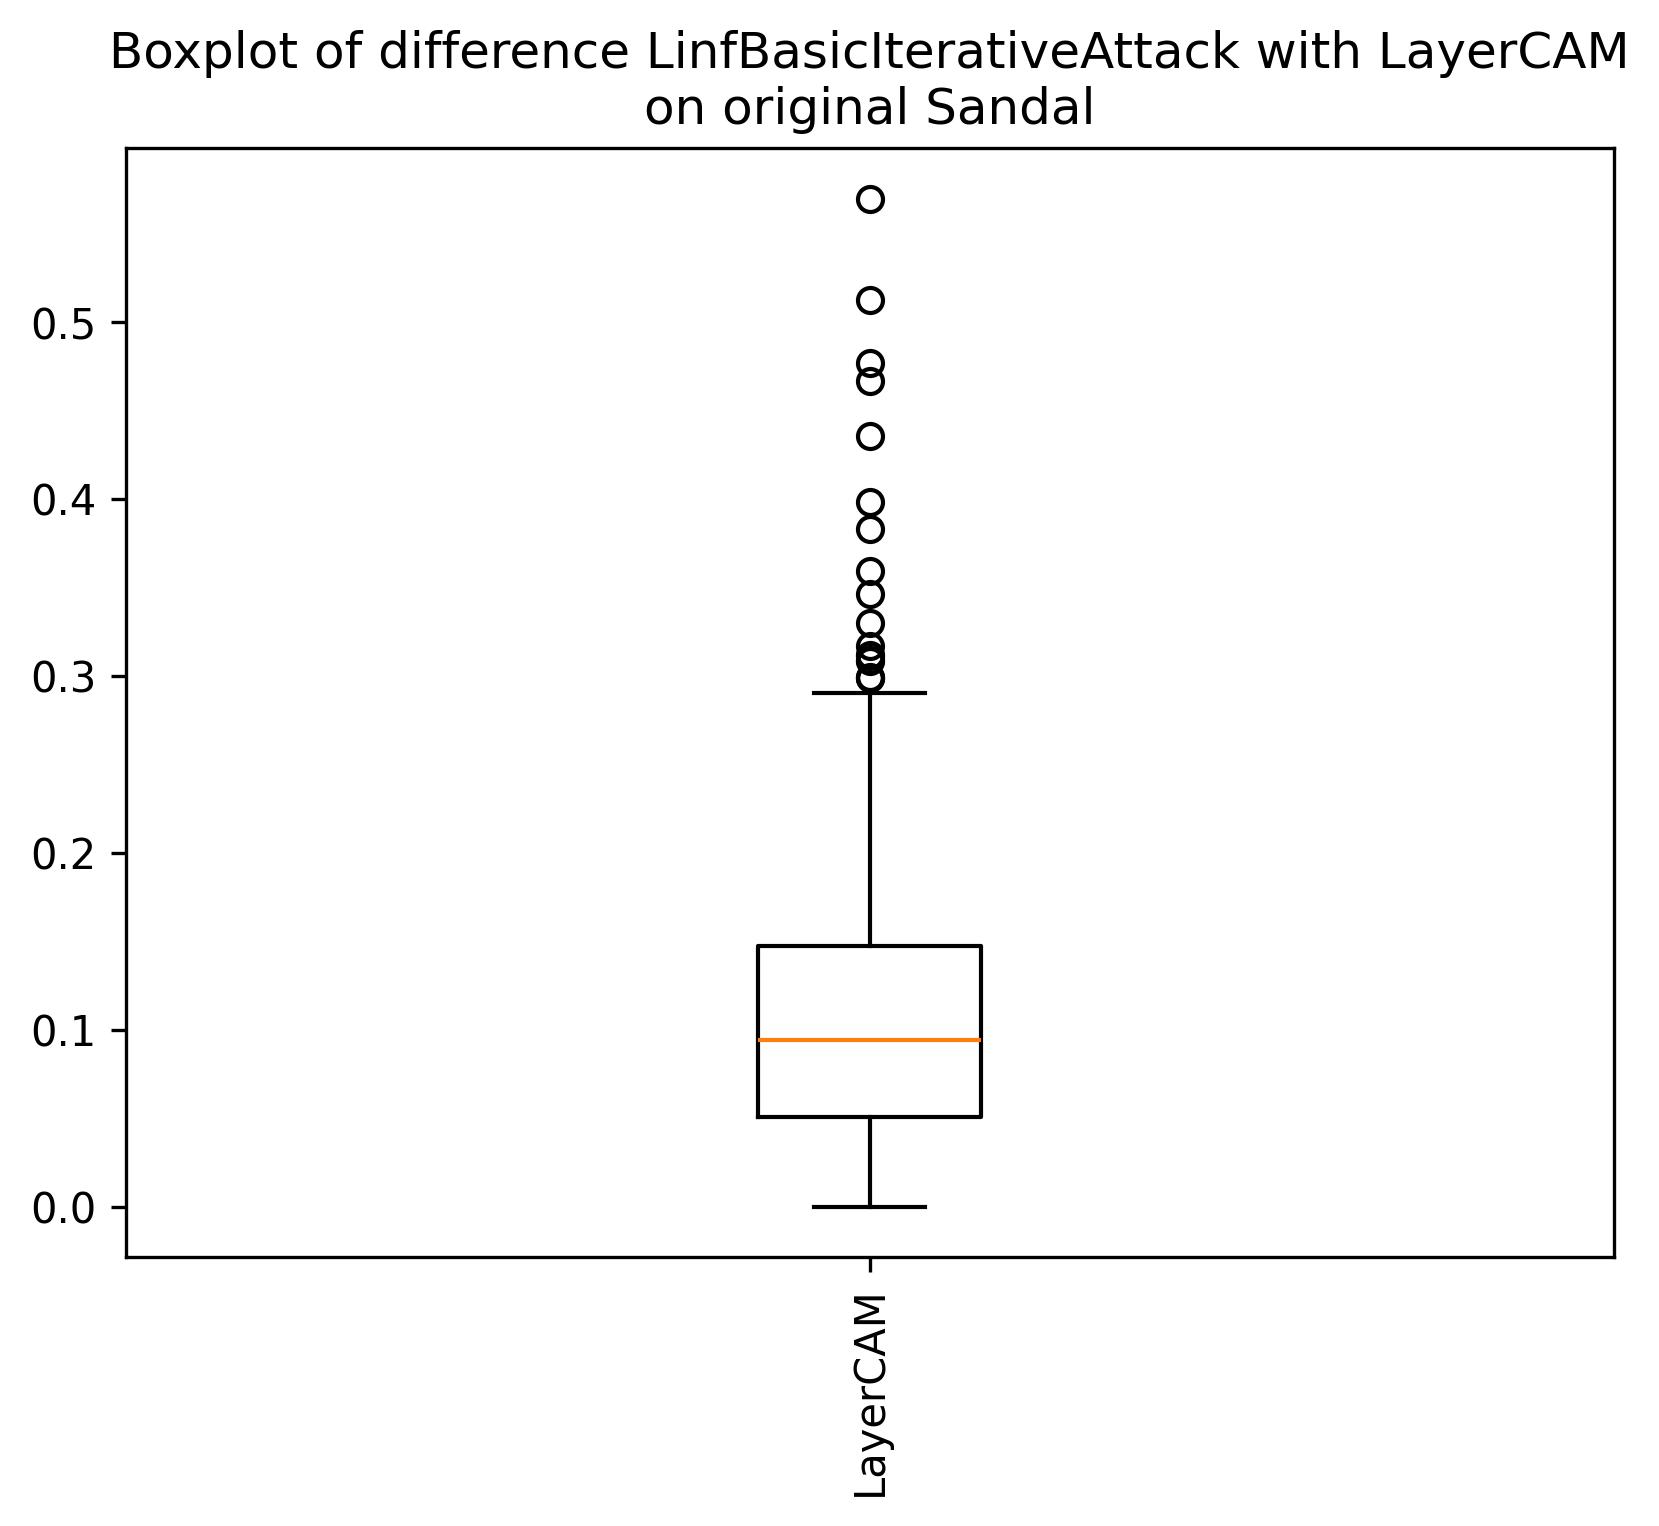 Boxplot of difference LinfBasicIterativeAttack with LayerCAM
on original Sandal
0.5
0.4
0.3
0.2
0.1
0.0
LayerCAM